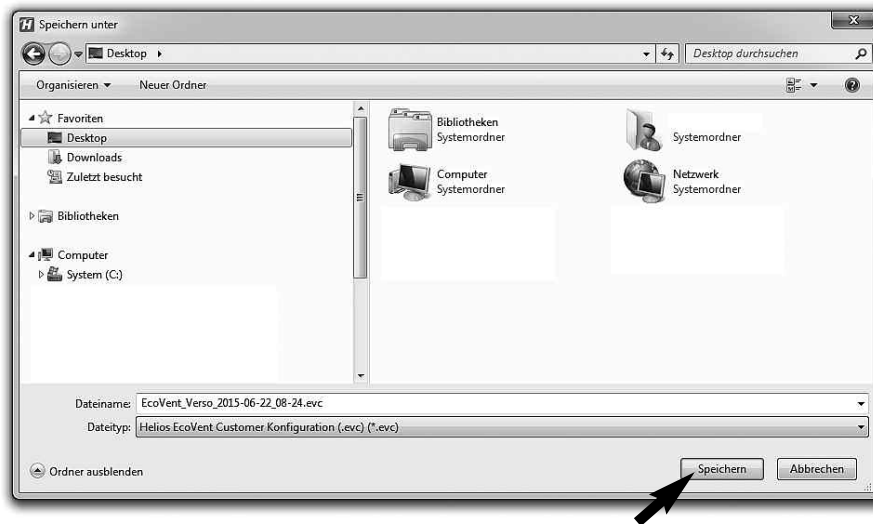 Speichern unter
Desktop
Desktop durchsuchen
Organisieren Neuer Ordner
Favoriten
Desktop
Downloads
Zuletzt besucht
Bibliotheken
Computer
System (C:)
Bibliotheken
Systemordner
Systemordner
Computer
Systemordner
Netzwerk
Systemordner
Dateiname: EcoVent_Verso_2015-06-22_08-24.evc
Dateityp: Helios EcoVent Customer Konfiguration (.evc) (*.evc)
Ordner ausblenden
Speichern Abbrechen